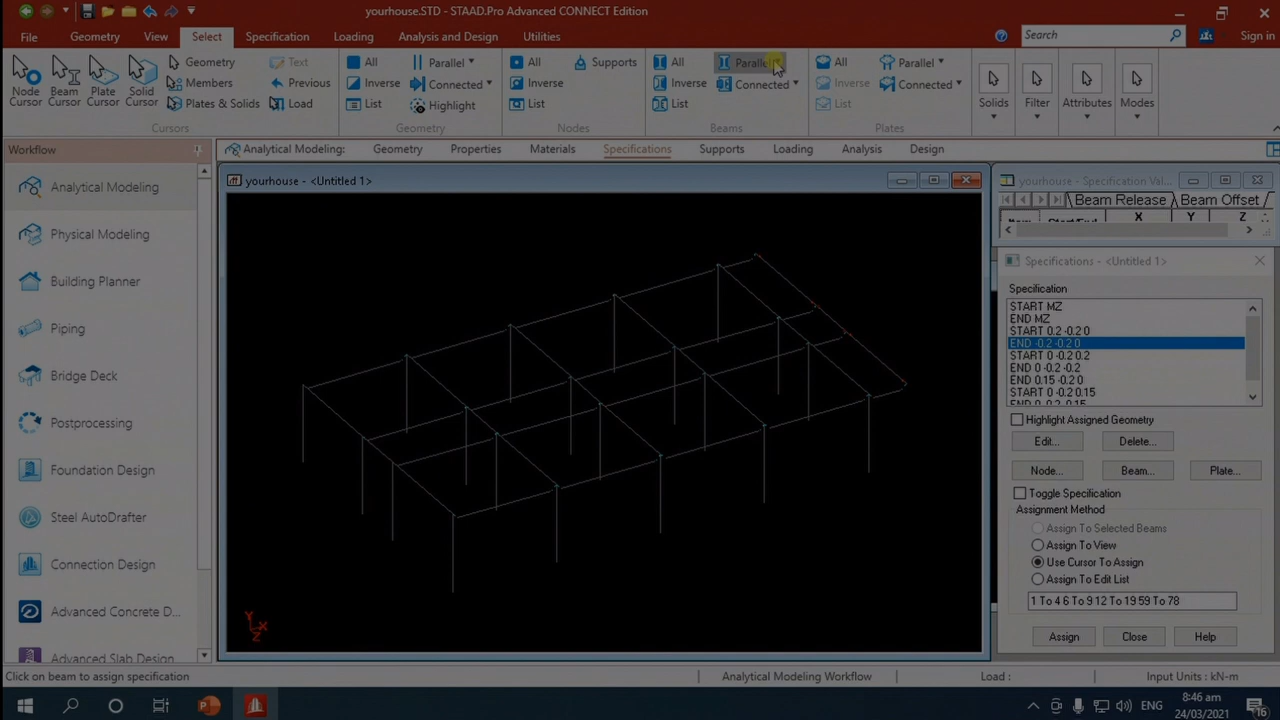 yourhouse.STD - STAAD.Pro Advanced CONNECT Edition
File Geometry View Select Specification Loading Analysis and Design Utilities Search Sign in
Node Cursor Beam Cursor Plate Cursor Solid Cursor
Geometry
Members
Plates & Solids
Text
Previous
Load
Cursors
All
Inverse
List
Parallel
Connected
Highlight
Geometry
All
Inverse
List
Supports
Nodes
All
Inverse
List
Parallel
Connected
Beams
All
Inverse
List
Parallel
Connected
Plates
Solids
Filter
Attributes
Modes
Workflow
Analytical Modeling: Geometry Properties Materials Specifications Supports Loading Analysis Design
Analytical Modeling
Physical Modeling
Building Planner
Piping
Bridge Deck
Postprocessing
Foundation Design
Steel AutoDrafter
Connection Design
Advanced Concrete D...
Advanced Slab Design
yourhouse - <Untitled 1>
Y
X
Z
yourhouse - Specification Val...
Beam Release Beam Offset
X Y Z
Specifications - <Untitled 1>
Specification
START MZ
END MZ
START 0.2 -0.2 0
END -0.2 -0.2 0
START 0 -0.2 0.2
END 0 -0.2 -0.2
END 0.15 -0.2 0
START 0 -0.2 0.15
END 0 -0.2 -0.15
Highlight Assigned Geometry
Edit... Delete...
Node... Beam... Plate...
Toggle Specification
Assignment Method
Assign To Selected Beams
Assign To View
Use Cursor To Assign
Assign To Edit List
1 To 4 6 To 9 12 To 19 59 To 78
Assign Close Help
Click on beam to assign specification Analytical Modeling Workflow Load : Input Units : kN-m
ENG
8:46 am
24/03/2021
16